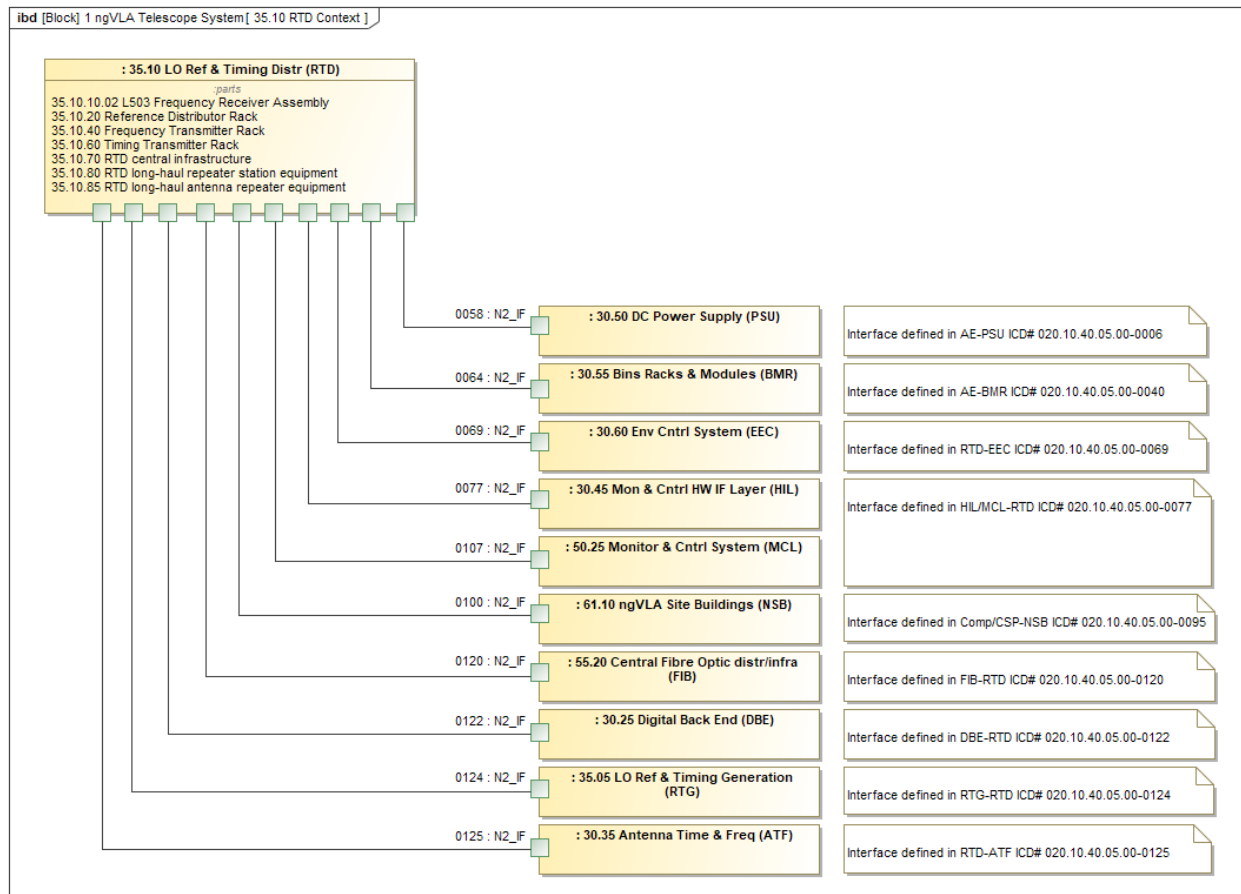 ibd [Block] 1 ngVLA Telescope System[ 35.10 RTD Context ]
: 35.10 LO Ref & Timing Distr (RTD)
:parts
35.10.10.02 L503 Frequency Receiver Assembly
35.10.20 Reference Distributor Rack
35.10.40 Frequency Transmitter Rack
35.10.60 Timing Transmitter Rack
35.10.70 RTD central infrastructure
35.10.80 RTD long-haul repeater station equipment
35.10.85 RTD long-haul antenna repeater equipment
0058 : N2_IF
: 30.50 DC Power Supply (PSU)
Interface defined in AE-PSU ICD# 020.10.40.05.00-0006
0064 : N2_IF
: 30.55 Bins Racks & Modules (BMR)
Interface defined in AE-BMR ICD# 020.10.40.05.00-0040
0069 : N2_IF
: 30.60 Env Cntrl System (EEC)
Interface defined in RTD-EEC ICD# 020.10.40.05.00-0069
0077 : N2_IF
: 30.45 Mon & Cntrl HW IF Layer (HIL)
Interface defined in HIL/MCL-RTD ICD# 020.10.40.05.00-0077
0107 : N2_IF
: 50.25 Monitor & Cntrl System (MCL)
0100 : N2_IF
: 61.10 ngVLA Site Buildings (NSB)
Interface defined in Comp/CSP-NSB ICD# 020.10.40.05.00-0095
0120 : N2_IF
: 55.20 Central Fibre Optic distr/infra
(FIB)
Interface defined in FIB-RTD ICD# 020.10.40.05.00-0120
0122 : N2_IF
: 30.25 Digital Back End (DBE)
Interface defined in DBE-RTD ICD# 020.10.40.05.00-0122
0124 : N2_IF
: 35.05 LO Ref & Timing Generation
(RTG)
Interface defined in RTG-RTD ICD# 020.10.40.05.00-0124
0125 : N2_IF
: 30.35 Antenna Time & Freq (ATF)
Interface defined in RTD-ATF ICD# 020.10.40.05.00-0125